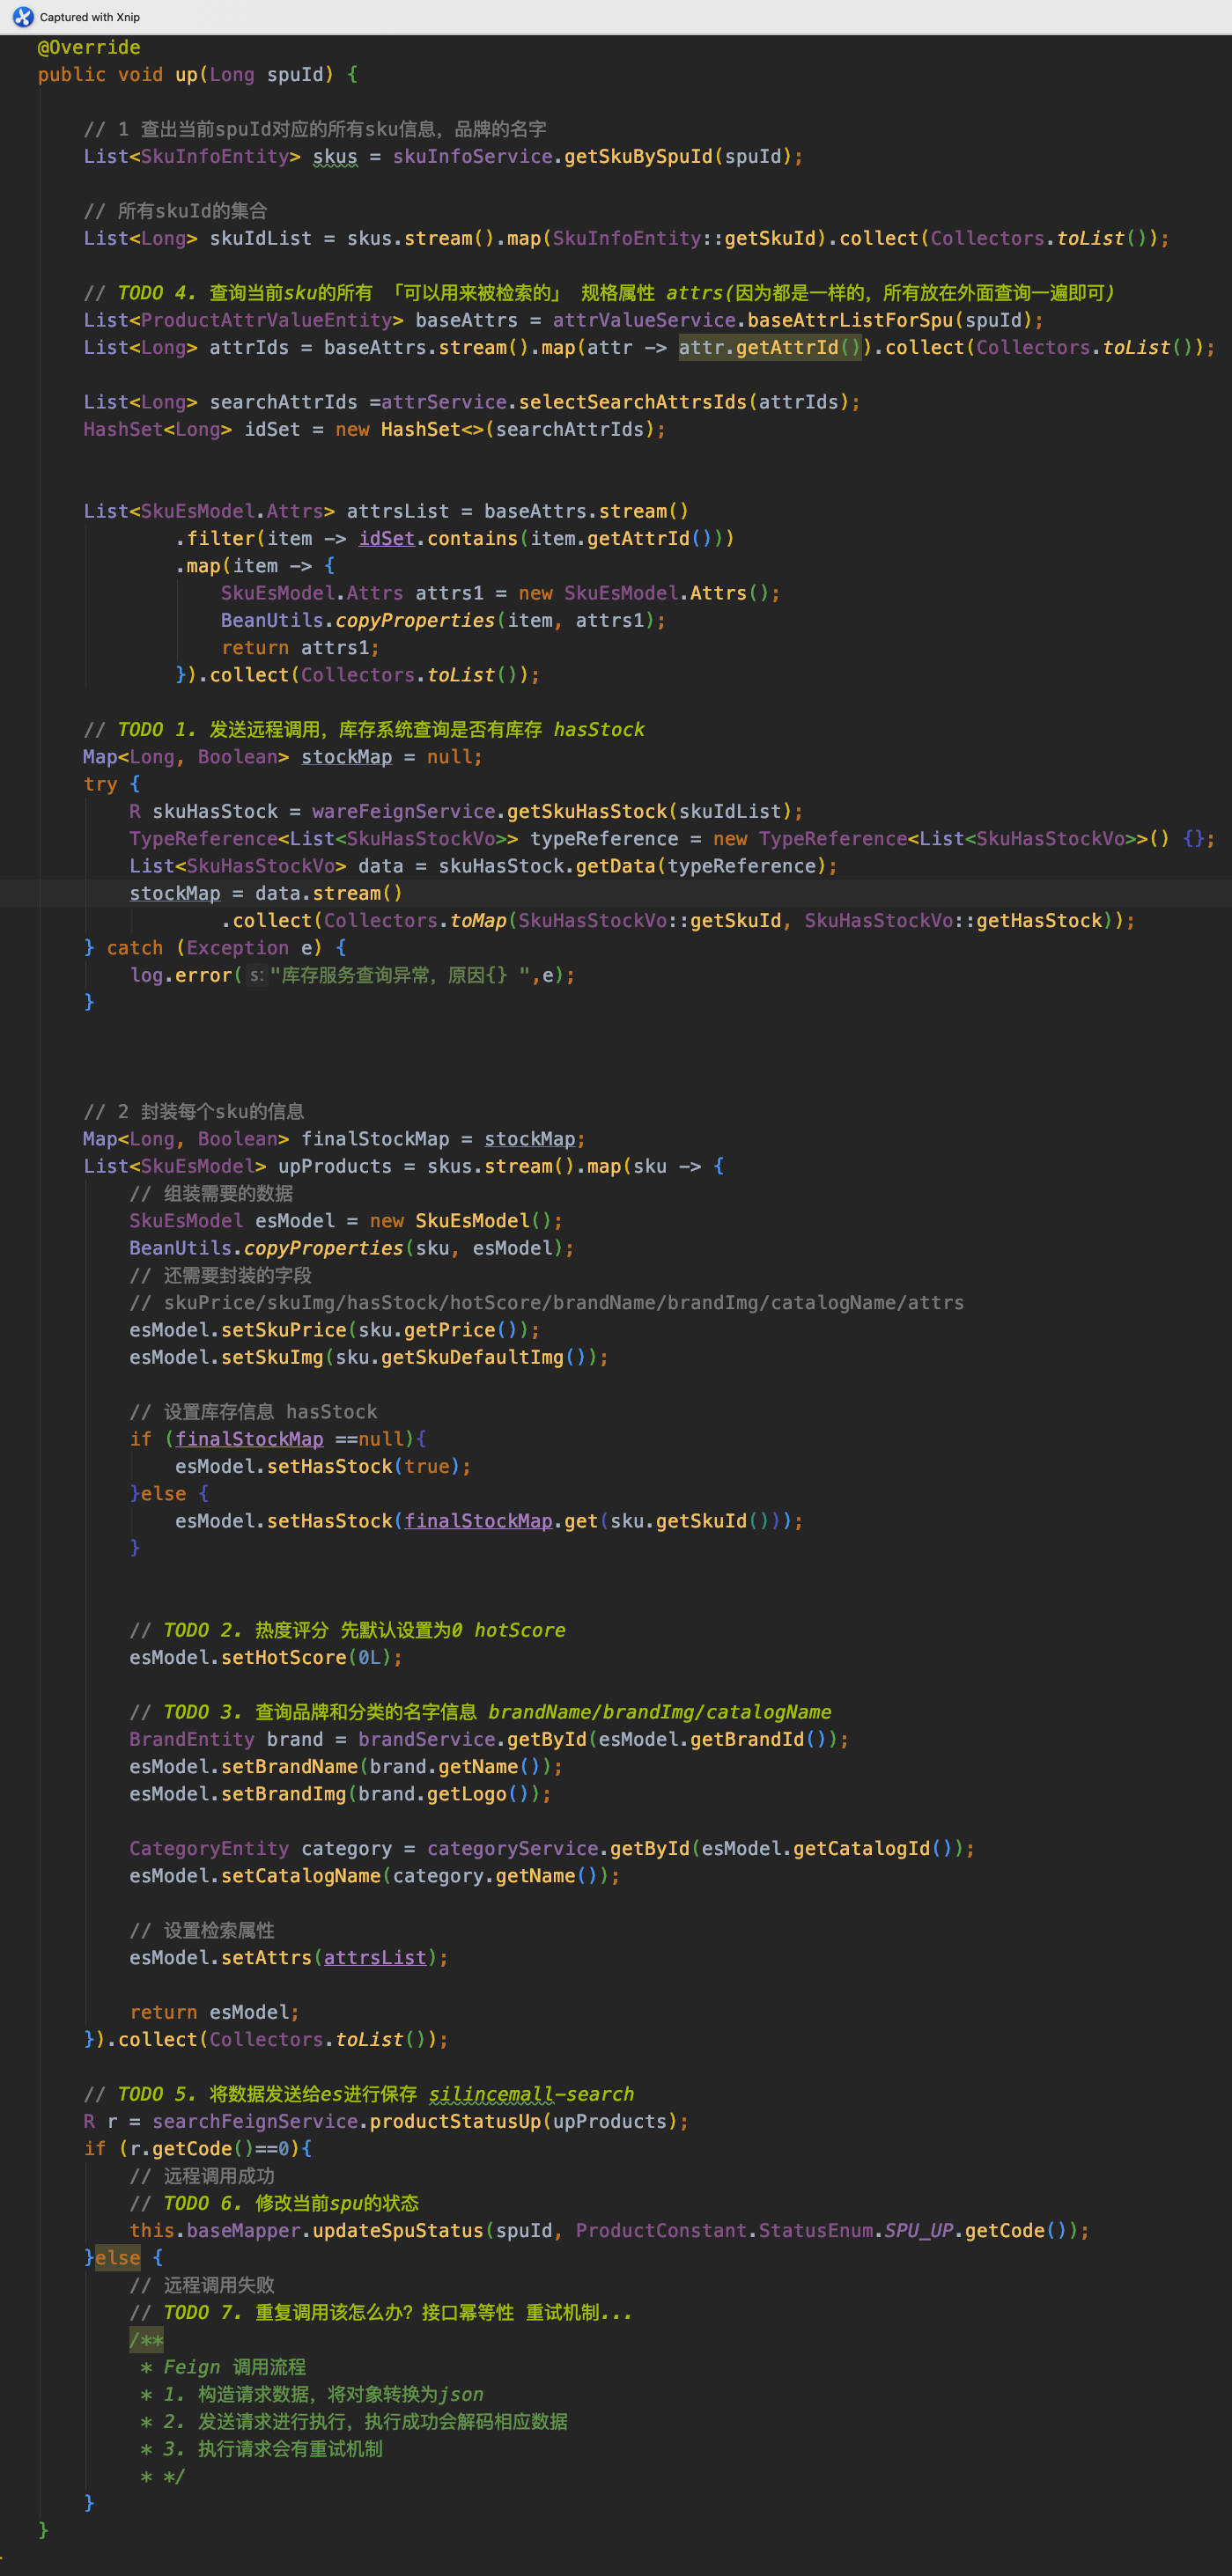 Captured with Xnip
@Override
public void up(Long spuId) {
// 1 查出当前spuId对应的所有sku信息，品牌的名字
List<SkuInfoEntity> skus = skuInfoService.getSkuBySpuId(spuId);
// 所有skuId的集合
List<Long> skuIdList = skus.stream().map(SkuInfoEntity::getSkuId).collect(Collectors.toList());
// TODO 4. 查询当前sku的所有 「可以用来被检索的」 规格属性 attrs(因为都是一样的，所有放在外面查询一遍即可)
List<ProductAttrValueEntity> baseAttrs = attrValueService.baseAttrListForSpu(spuId);
List<Long> attrIds = baseAttrs.stream().map(attr -> attr.getAttrId()).collect(Collectors.toList());
List<Long> searchAttrIds =attrService.selectSearchAttrsIds(attrIds);
HashSet<Long> idSet = new HashSet<>(searchAttrIds);
List<SkuEsModel.Attrs> attrsList = baseAttrs.stream()
.filter(item -> idSet.contains(item.getAttrId()))
.map(item -> {
SkuEsModel.Attrs attrs1 = new SkuEsModel.Attrs();
BeanUtils.copyProperties(item, attrs1);
return attrs1;
}).collect(Collectors.toList());
// TODO 1. 发送远程调用，库存系统查询是否有库存 hasStock
Map<Long, Boolean> stockMap = null;
try {
R skuHasStock = wareFeignService.getSkuHasStock(skuIdList);
TypeReference<List<SkuHasStockVo>> typeReference = new TypeReference<List<SkuHasStockVo>>() {};
List<SkuHasStockVo> data = skuHasStock.getData(typeReference);
stockMap = data.stream()
.collect(Collectors.toMap(SkuHasStockVo::getSkuId, SkuHasStockVo::getHasStock));
} catch (Exception e) {
log.error( s: "库存服务查询异常，原因{} ",e);
}
// 2 封装每个sku的信息
Map<Long, Boolean> finalStockMap = stockMap;
List<SkuEsModel> upProducts = skus.stream().map(sku -> {
// 组装需要的数据
SkuEsModel esModel = new SkuEsModel();
BeanUtils.copyProperties(sku, esModel);
// 还需要封装的字段
// skuPrice/skuImg/hasStock/hotScore/brandName/brandImg/catalogName/attrs
esModel.setSkuPrice(sku.getPrice());
esModel.setSkuImg(sku.getSkuDefaultImg());
// 设置库存信息 hasStock
if (finalStockMap ==null){
esModel.setHasStock(true);
}else {
esModel.setHasStock(finalStockMap.get(sku.getSkuId()));
}
// TODO 2. 热度评分 先默认设置为0 hotScore
esModel.setHotScore(0L);
// TODO 3. 查询品牌和分类的名字信息 brandName/brandImg/catalogName
BrandEntity brand = brandService.getById(esModel.getBrandId());
esModel.setBrandName(brand.getName());
esModel.setBrandImg(brand.getLogo());
CategoryEntity category = categoryService.getById(esModel.getCatalogId());
esModel.setCatalogName(category.getName());
// 设置检索属性
esModel.setAttrs(attrsList);
return esModel;
}).collect(Collectors.toList());
// TODO 5. 将数据发送给es进行保存 silincemall-search
R r = searchFeignService.productStatusUp(upProducts);
if (r.getCode()==0){
// 远程调用成功
// TODO 6. 修改当前spu的状态
this.baseMapper.updateSpuStatus(spuId, ProductConstant.StatusEnum.SPU_UP.getCode());
}else {
// 远程调用失败
// TODO 7. 重复调用该怎么办？接口幂等性 重试机制...
/**
* Feign 调用流程
* 1. 构造请求数据，将对象转换为json
* 2. 发送请求进行执行，执行成功会解码相应数据
* 3. 执行请求会有重试机制
* */
}
}